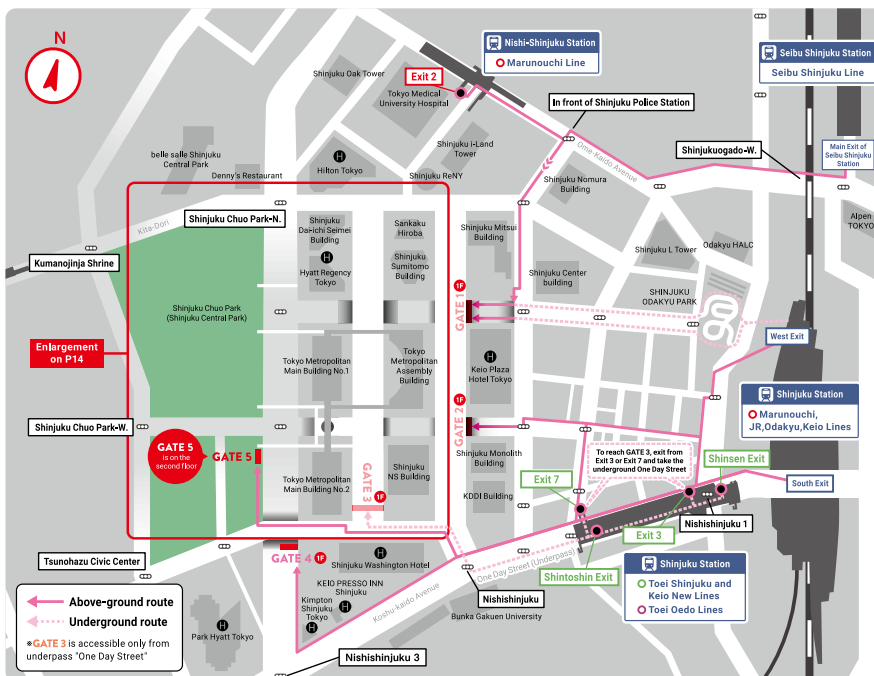 N
Nishi-Shinjuku Station
Marunouchi Line
Seibu Shinjuku Station
Seibu Shinjuku Line
Shinjuku Oak Tower
Exit 2
Tokyo Medical
University Hospital
In front of Shinjuku Police Station
Ome-Kaido Avenue
Shinjukuogado-W.
Main Exit of
Seibu Shinjuku
Station
belle salle Shinjuku
Central Park
Denny's Restaurant
H
Hilton Tokyo
Shinjuku i-Land
Tower
Shinjuku ReNY
Shinjuku Nomura
Building
Alpen
TOKYO
Kita-Dori
Shinjuku Chuo Park-N.
Kumanojinja Shrine
Shinjuku
Da-ichi Seimei
Building
H
Hyatt Regency
Tokyo
Sankaku
Hiroba
Shinjuku
Sumitomo
Building
Shinjuku Mitsui
Building
Shinjuku Center
building
Shinjuku L Tower
Odakyu HALC
SHINJUKU
ODAKYU PARK
Shinjuku Chuo Park
(Shinjuku Central Park)
GATE 1
1F
West Exit
Enlargement
on P14
Tokyo Metropolitan
Main Building No.1
Tokyo
Metropolitan
Assembly
Building
H
Keio Plaza
Hotel Tokyo
Shinjuku Station
Marunouchi,
JR,Odakyu,Keio Lines
GATE 2
1F
Shinjuku Chuo Park-W.
GATE 5
is on the
second floor
GATE 5
Tokyo Metropolitan
Main Building No.2
GATE 3
1F
Shinjuku
NS Building
Shinjuku Monolith
Building
KDDI Building
To reach GATE 3, exit from
Exit 3 or Exit 7 and take the
underground One Day Street
Exit 7
Shinsen Exit
South Exit
Exit 3
Nishishinjuku 1
Tsunohazu Civic Center
GATE 4
1F
H
Shinjuku Washington Hotel
KEIO PRESSO INN
Shinjuku
H
Kimpton
Shinjuku
Tokyo
H
One Day Street (Underpass)
Shintoshin Exit
Shinjuku Station
Toei Shinjuku and
Keio New Lines
Toei Oedo Lines
Koshu-kaido Avenue
Nishishinjuku
Bunka Gakuen University
H
Park Hyatt Tokyo
Nishishinjuku 3
Above-ground route
Underground route
※GATE 3 is accessible only from
underpass "One Day Street"